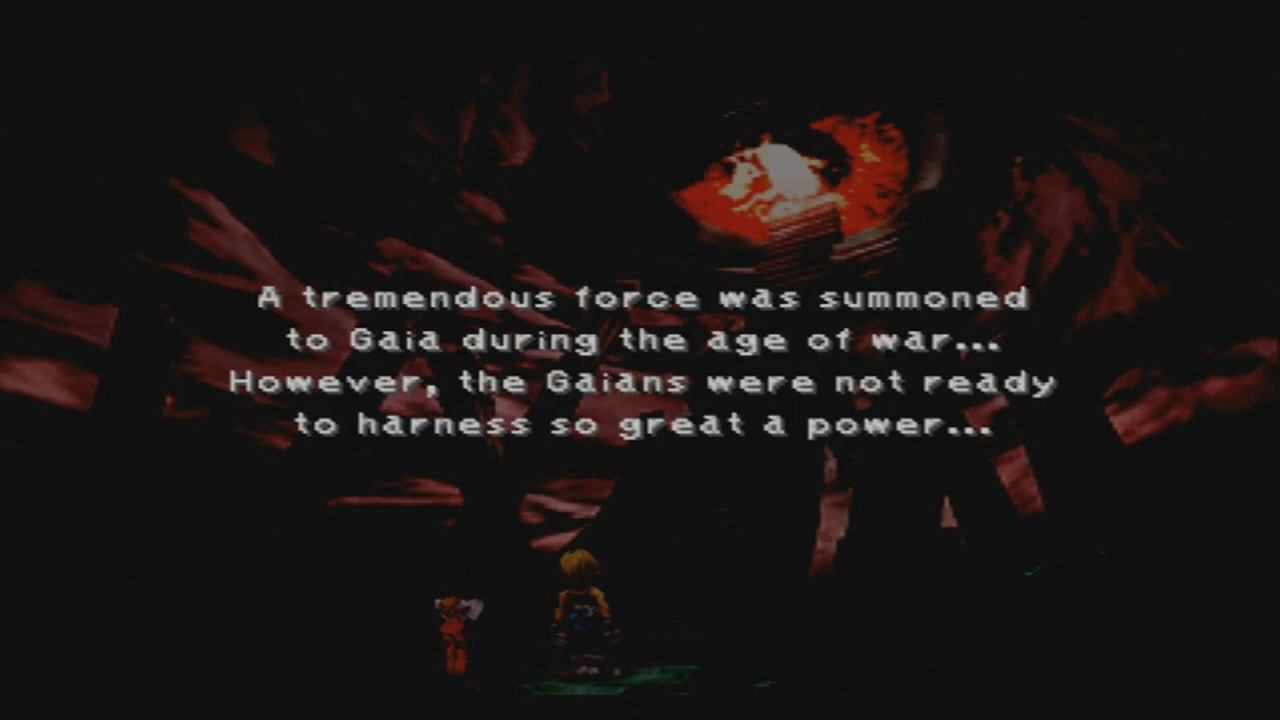 A tremendous force was summoned
to Gaia during the age of war...
However, the Gaians were not ready
to harness so great a power...